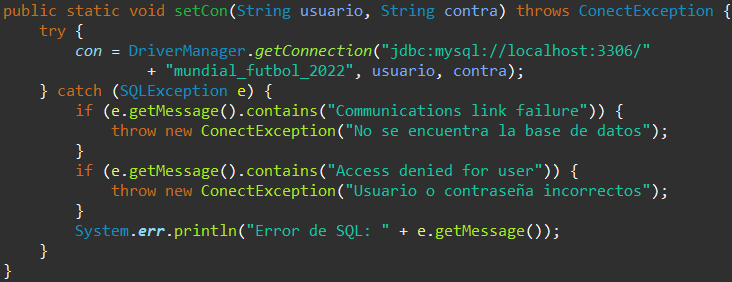 public static void setCon(String usuario, String contra) throws ConectException {
try {
con = DriverManager.getConnection("jdbc:mysql://localhost:3306/"
+ "mundial_futbol_2022", usuario, contra);
} catch (SQLException e) {
if (e.getMessage().contains("Communications link failure")) {
throw new ConectException("No se encuentra la base de datos");
}
if (e.getMessage().contains("Access denied for user")) {
throw new ConectException("Usuario o contraseña incorrectos");
}
System.err.println("Error de SQL: " + e.getMessage());
}
}